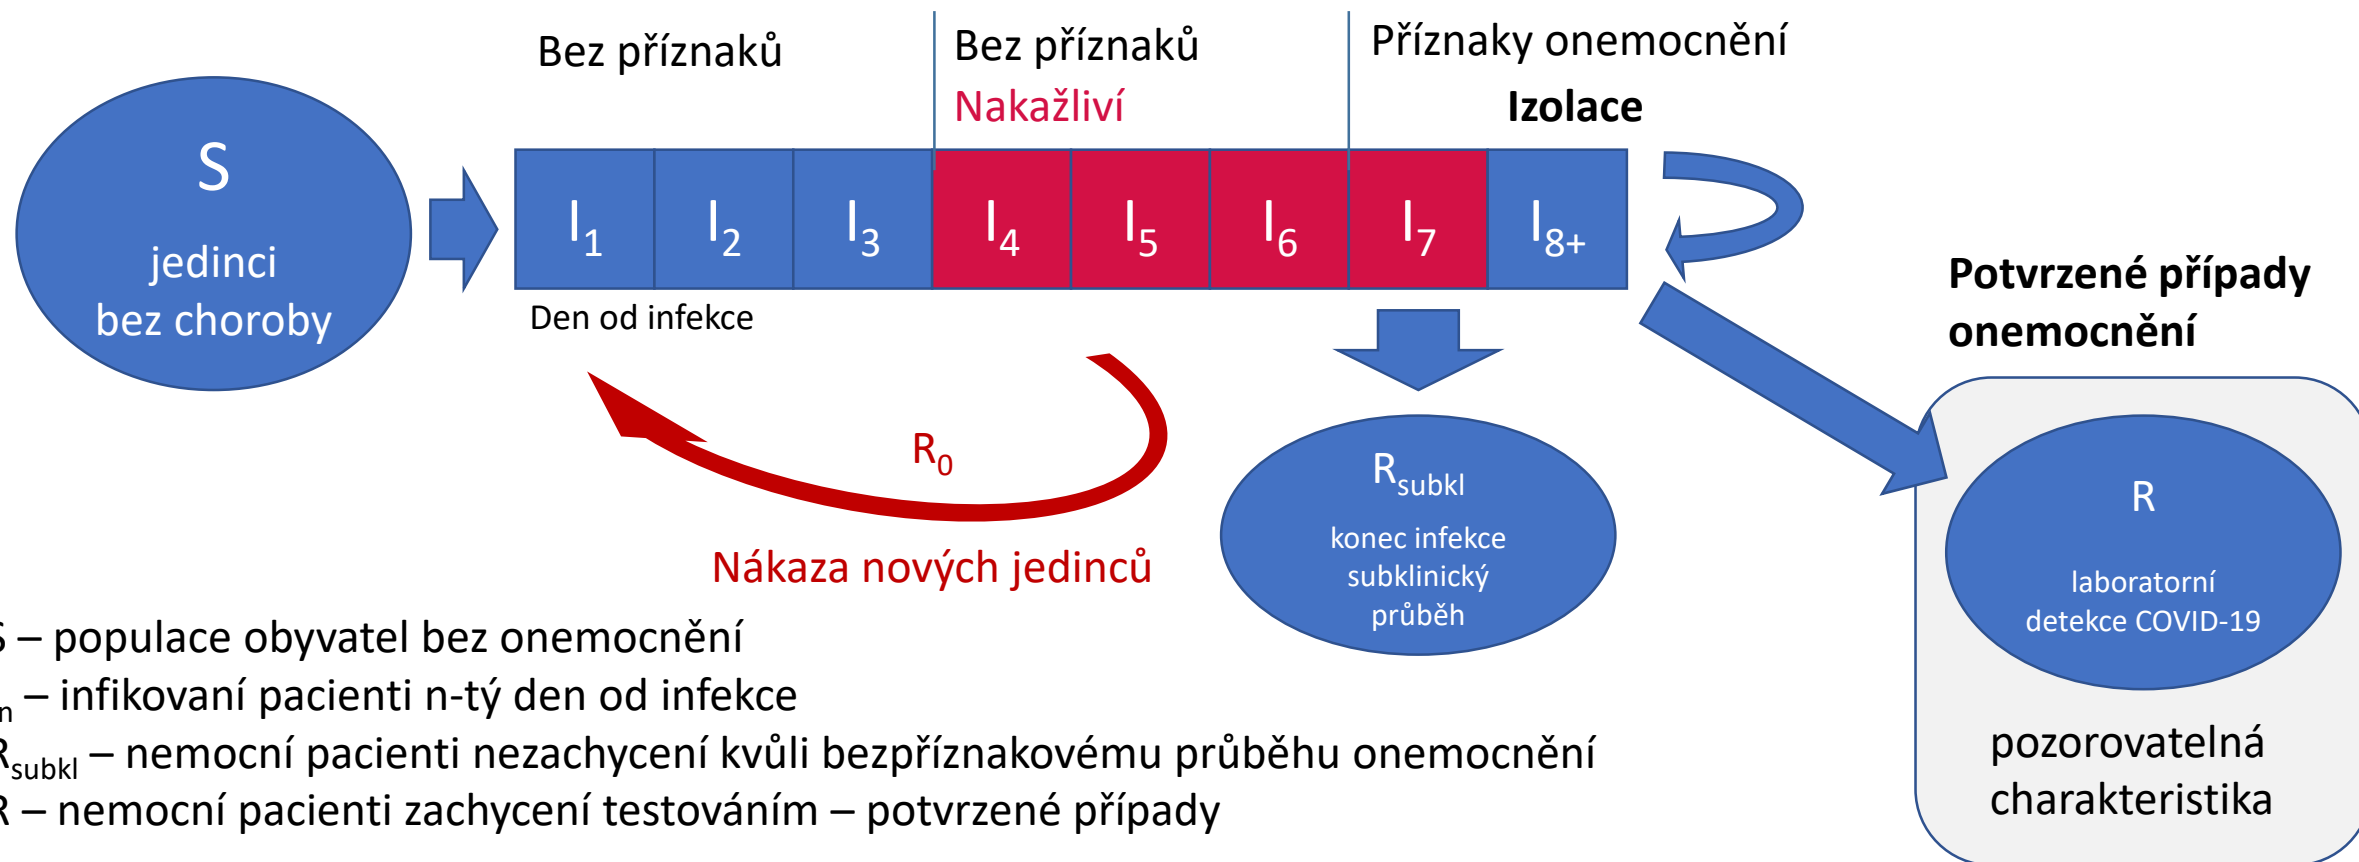 Bez příznaků
Bez příznaků
Nakažliví
Příznaky onemocnění
Izolace
S
jedinci
bez choroby
I1 I2 I3 I4 I5 I6 I7 I8+
Den od infekce
Potvrzené případy
onemocnění
R0
Nákaza nových jedinců
Rsubkl
konec infekce
subklinický
průběh
R
laboratorní
detekce COVID-19
pozorovatelná
charakteristika
S – populace obyvatel bez onemocnění
n – infikovaní pacienti n-tý den od infekce
Rsubkl – nemocní pacienti nezachycení kvůli bezpříznakovému průběhu onemocnění
R – nemocní pacienti zachycení testováním – potvrzené případy